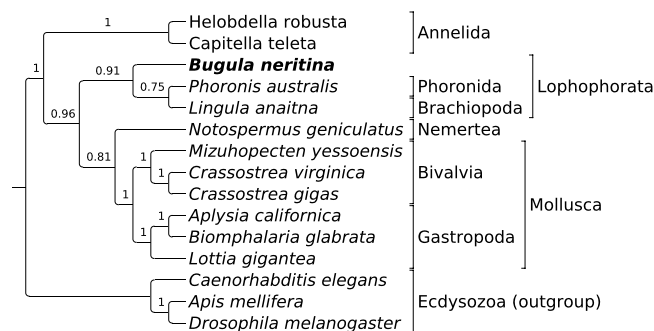 1
Helobdella robusta
Capitella teleta
Annelida
1
0.91
Bugula neritina
0.75
Phoronis australis
Phoronida
Lophophorata
Lingula anaitna
Brachiopoda
0.96
Notospermus geniculatus
Nemertea
0.81
1
Mizuhopecten yessoensis
1
Crassostrea virginica
Bivalvia
Crassostrea gigas
1
Mollusca
1
Aplysia californica
1
Biomphalaria glabrata
Gastropoda
Lottia gigantea
Caenorhabditis elegans
1
Apis mellifera
Ecdysozoa (outgroup)
Drosophila melanogaster